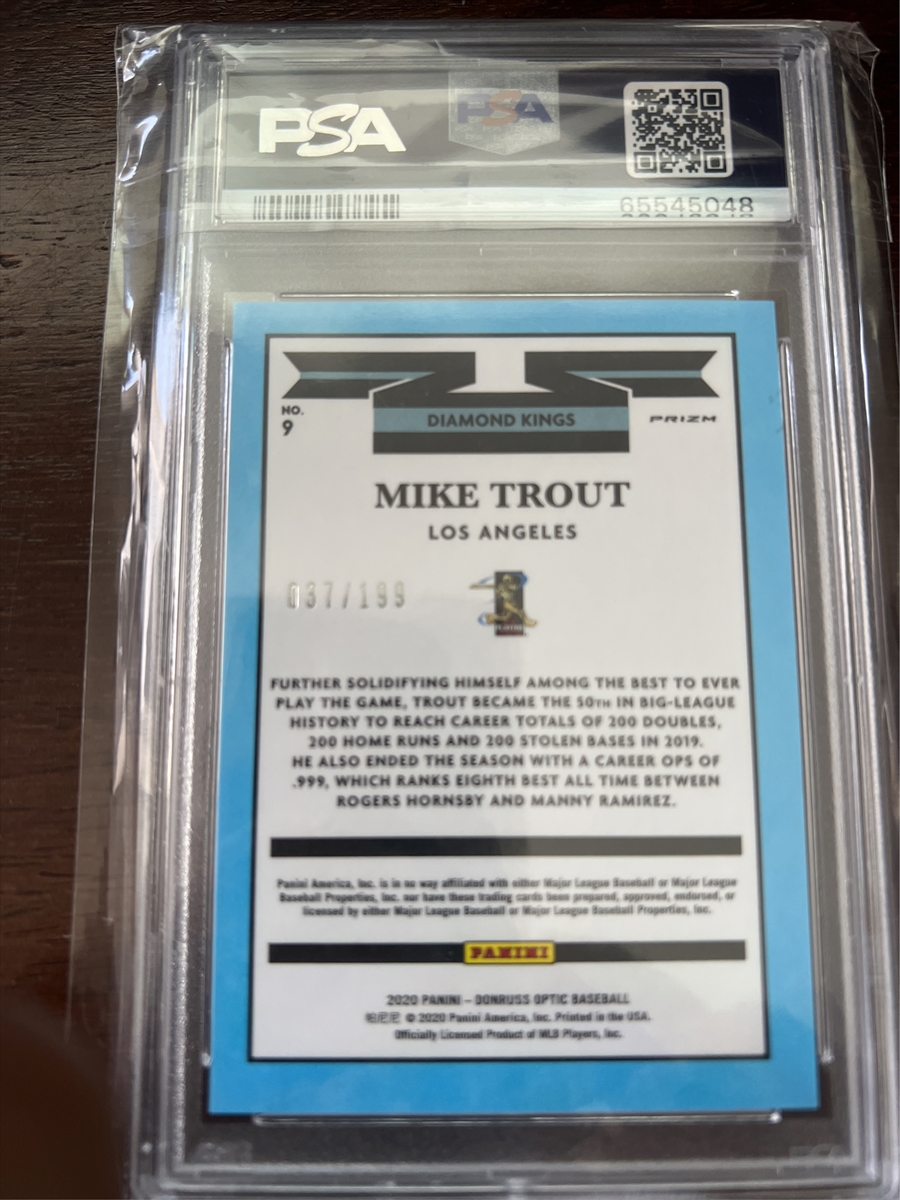 PSA
PSA
65545048
NO.
9
DIAMOND KINGS
PRIZM
MIKE TROUT
LOS ANGELES
037/199
FURTHER SOLIDIFYING HIMSELF AMONG THE BEST TO EVER
PLAY THE GAME, TROUT BECAME THE 50TH IN BIG-LEAGUE
HISTORY TO REACH CAREER TOTALS OF 200 DOUBLES,
200 HOME RUNS AND 200 STOLEN BASES IN 2019.
HE ALSO ENDED THE SEASON WITH A CAREER OPS OF
.999, WHICH RANKS EIGHTH BEST ALL TIME BETWEEN
ROGERS HORNSBY AND MANNY RAMIREZ.
Panini America, Inc. is in no way affiliated with either Major League Baseball or Major League
Baseball Properties, Inc. nor have these trading cards been prepared, approved, endorsed, or
licensed by either Major League Baseball or Major League Baseball Properties, Inc.
PANINI
2020 PANINI – DONRUSS OPTIC BASEBALL
帕尼尼 © 2020 Panini America, Inc. Printed in the USA.
Officially Licensed Product of MLB Players, Inc.
PSA